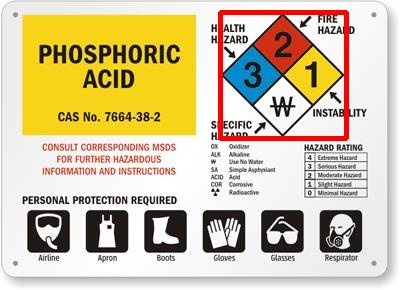 PHOSPHORIC
ACID
CAS No. 7664-38-2
CONSULT CORRESPONDING MSDS
FOR FURTHER HAZARDOUS
INFORMATION AND INSTRUCTIONS
HEALTH
HAZARD
FIRE
HAZARD
2
3
1
W
INSTABILITY
SPECIFIC
HAZARD
OX Oxidizer
ALK Alkaline
W Use No Water
SA Simple Asphyxiant
ACID Acid
COR Corrosive
Radioactive
HAZARD RATING
4 Extreme Hazard
3 Serious Hazard
2 Moderate Hazard
1 Slight Hazard
0 Minimal Hazard
PERSONAL PROTECTION REQUIRED
Airline Apron Boots Gloves Glasses Respirator